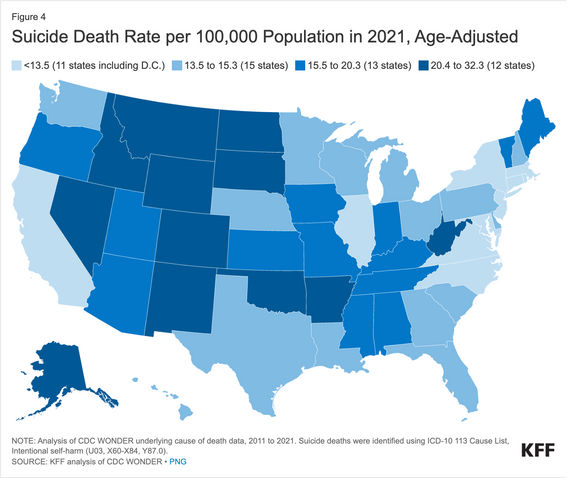 Figure 4
Suicide Death Rate per 100,000 Population in 2021, Age-Adjusted
<13.5 (11 states including D.C.) 13.5 to 15.3 (15 states) 15.5 to 20.3 (13 states) 20.4 to 32.3 (12 states)
NOTE: Analysis of CDC WONDER underlying cause of death data, 2011 to 2021. Suicide deaths were identified using ICD-10 113 Cause List,
Intentional self-harm (U03, X60-X84, Y87.0).
SOURCE: KFF analysis of CDC WONDER • PNG
KFF